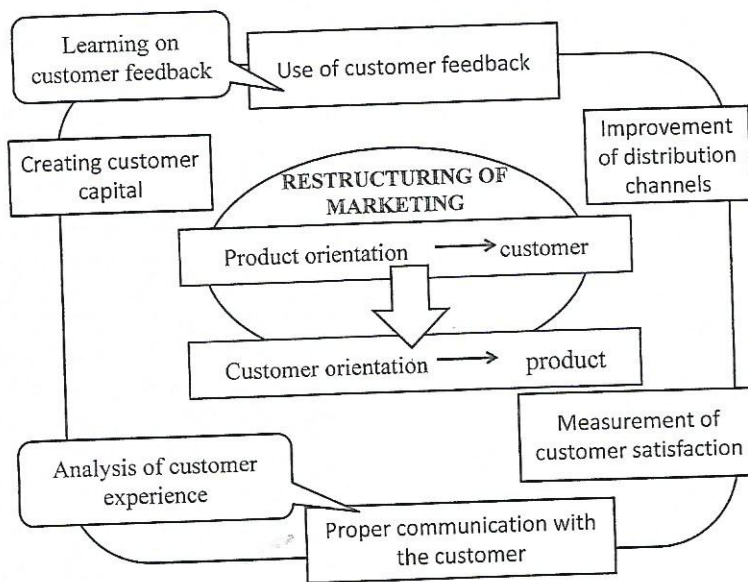 Learning on
customer feedback
Use of customer feedback
Improvement
of distribution
channels
Creating customer
capital
RESTRUCTURING OF
MARKETING
Product orientation → customer
Customer orientation → product
Measurement of
customer satisfaction
Analysis of customer
experience
Proper communication with
the customer